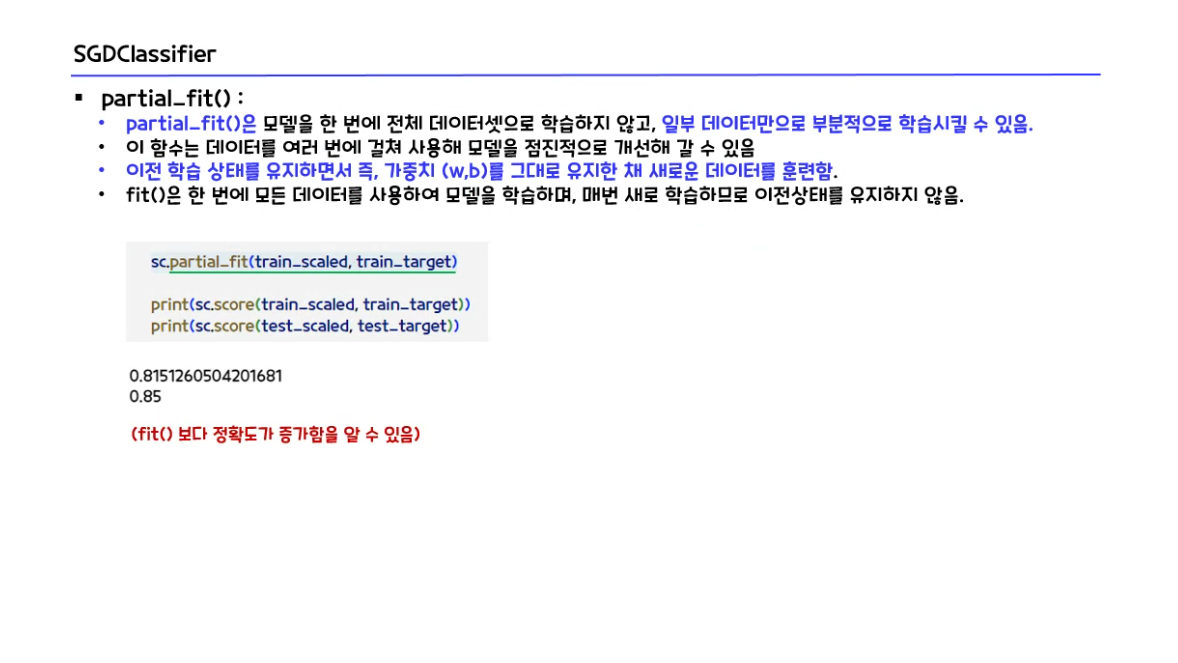 SGDClassifier
▪ partial_fit() :
• partial_fit()은 모델을 한 번에 전체 데이터셋으로 학습하지 않고, 일부 데이터만으로 부분적으로 학습시킬 수 있음.
• 이 함수는 데이터를 여러 번에 걸쳐 사용해 모델을 점진적으로 개선해 갈 수 있음
• 이전 학습 상태를 유지하면서 즉, 가중치 (w,b)를 그대로 유지한 채 새로운 데이터를 훈련함.
• fit()은 한 번에 모든 데이터를 사용하여 모델을 학습하며, 매번 새로 학습하므로 이전상태를 유지하지 않음.
sc.partial_fit(train_scaled, train_target)
print(sc.score(train_scaled, train_target))
print(sc.score(test_scaled, test_target))
0.8151260504201681
0.85
(fit() 보다 정확도가 증가함을 알 수 있음)